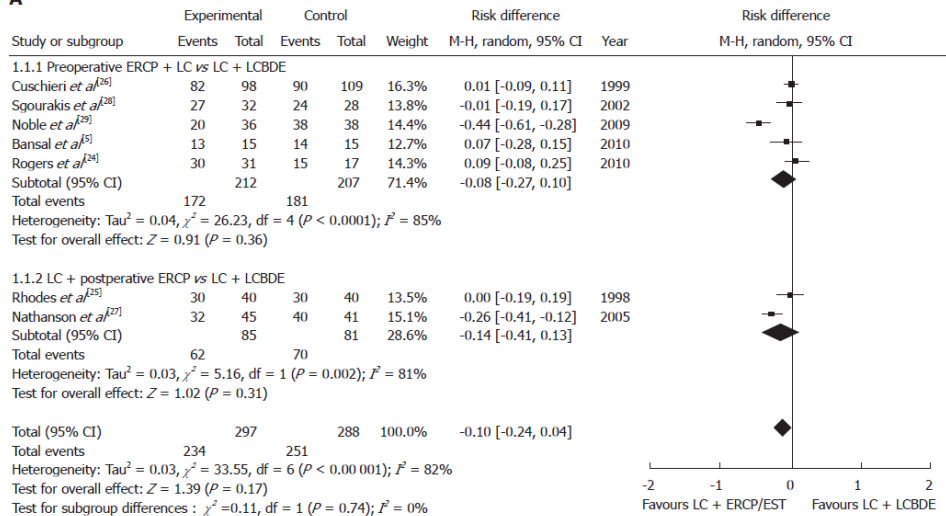 A
Experimental Control Risk difference Risk difference
Study or subgroup Events Total Events Total Weight M-H, random, 95% CI Year M-H, random, 95% CI
1.1.1 Preoperative ERCP + LC vs LC + LCBDE
Cuschieri et al[26] 82 98 90 109 16.3% 0.01 [-0.09, 0.11] 1999
Sgourakis et al[28] 27 32 24 28 13.8% -0.01 [-0.19, 0.17] 2002
Noble et al[29] 20 36 38 38 14.4% -0.44 [-0.61, -0.28] 2009
Bansal et al[5] 13 15 14 15 12.7% 0.07 [-0.28, 0.15] 2010
Rogers et al[24] 30 31 15 17 14.3% 0.09 [-0.08, 0.25] 2010
Subtotal (95% CI) 212 207 71.4% -0.08 [-0.27, 0.10]
Total events 172 181
Heterogeneity: Tau² = 0.04, χ² = 26.23, df = 4 (P < 0.0001); I² = 85%
Test for overall effect: Z = 0.91 (P = 0.36)
1.1.2 LC + postperative ERCP vs LC + LCBDE
Rhodes et al[25] 30 40 30 40 13.5% 0.00 [-0.19, 0.19] 1998
Nathanson et al[27] 32 45 40 41 15.1% -0.26 [-0.41, -0.12] 2005
Subtotal (95% CI) 85 81 28.6% -0.14 [-0.41, 0.13]
Total events 62 70
Heterogeneity: Tau² = 0.03, χ² = 5.16, df = 1 (P = 0.002); I² = 81%
Test for overall effect: Z = 1.02 (P = 0.31)
Total (95% CI) 297 288 100.0% -0.10 [-0.24, 0.04]
Total events 234 251
Heterogeneity: Tau² = 0.03, χ² = 33.55, df = 6 (P < 0.00 001); I² = 82%
Test for overall effect: Z = 1.39 (P = 0.17)
Test for subgroup differences : χ² =0.11, df = 1 (P = 0.74); I² = 0%
-2 -1 0 1 2
Favours LC + ERCP/EST Favours LC + LCBDE